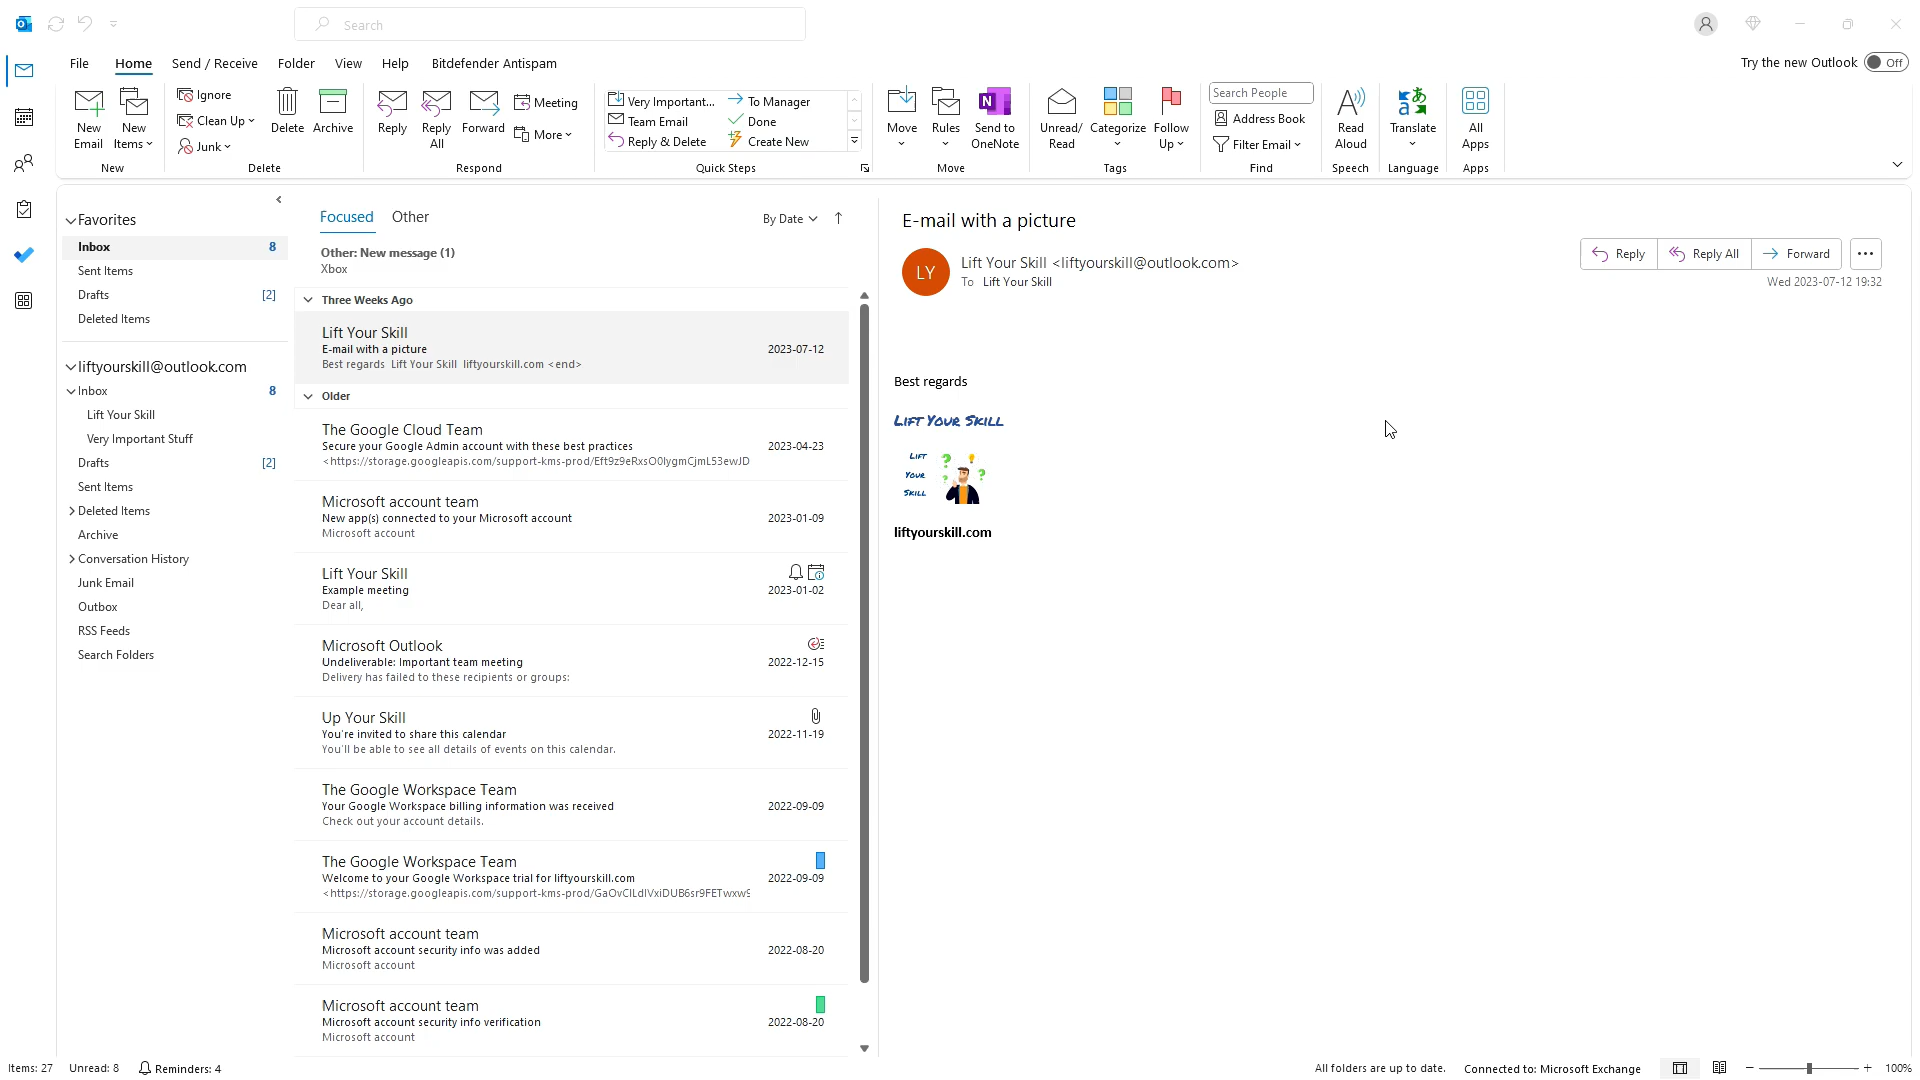 Search
File Home Send / Receive Folder View Help Bitdefender Antispam
Try the new Outlook Off
New Email
New Items
New
Ignore
Clean Up
Junk
Delete
Archive
Delete
Reply
Reply All
Forward
Meeting
More
Respond
Very Important...
Team Email
Reply & Delete
To Manager
Done
Create New
Quick Steps
Move
Rules
Send to OneNote
Move
Unread/ Read
Categorize
Follow Up
Tags
Search People
Address Book
Filter Email
Find
Read Aloud
Speech
Translate
Language
All Apps
Apps
Favorites
Inbox 8
Sent Items
Drafts [2]
Deleted Items
liftyourskill@outlook.com
Inbox 8
Lift Your Skill
Very Important Stuff
Drafts [2]
Sent Items
Deleted Items
Archive
Conversation History
Junk Email
Outbox
RSS Feeds
Search Folders
Focused Other By Date
Other: New message (1)
Xbox
Three Weeks Ago
Lift Your Skill
E-mail with a picture 2023-07-12
Best regards Lift Your Skill liftyourskill.com <end>
Older
The Google Cloud Team
Secure your Google Admin account with these best practices 2023-04-23
Microsoft account team
New app(s) connected to your Microsoft account 2023-01-09
Microsoft account
Lift Your Skill
Example meeting 2023-01-02
Dear all,
Microsoft Outlook
Undeliverable: Important team meeting 2022-12-15
Delivery has failed to these recipients or groups:
Up Your Skill
You're invited to share this calendar 2022-11-19
You'll be able to see all details of events on this calendar.
The Google Workspace Team
Your Google Workspace billing information was received 2022-09-09
Check out your account details.
The Google Workspace Team
Welcome to your Google Workspace trial for liftyourskill.com 2022-09-09
Microsoft account team
Microsoft account security info was added 2022-08-20
Microsoft account
Microsoft account team
Microsoft account security info verification 2022-08-20
Microsoft account
E-mail with a picture
LY
Lift Your Skill <liftyourskill@outlook.com>
To Lift Your Skill
Reply Reply All Forward
Wed 2023-07-12 19:32
Best regards
Lift Your Skill
Lift
Your
Skill
liftyourskill.com
Items: 27 Unread: 8 Reminders: 4
All folders are up to date. Connected to: Microsoft Exchange 100%